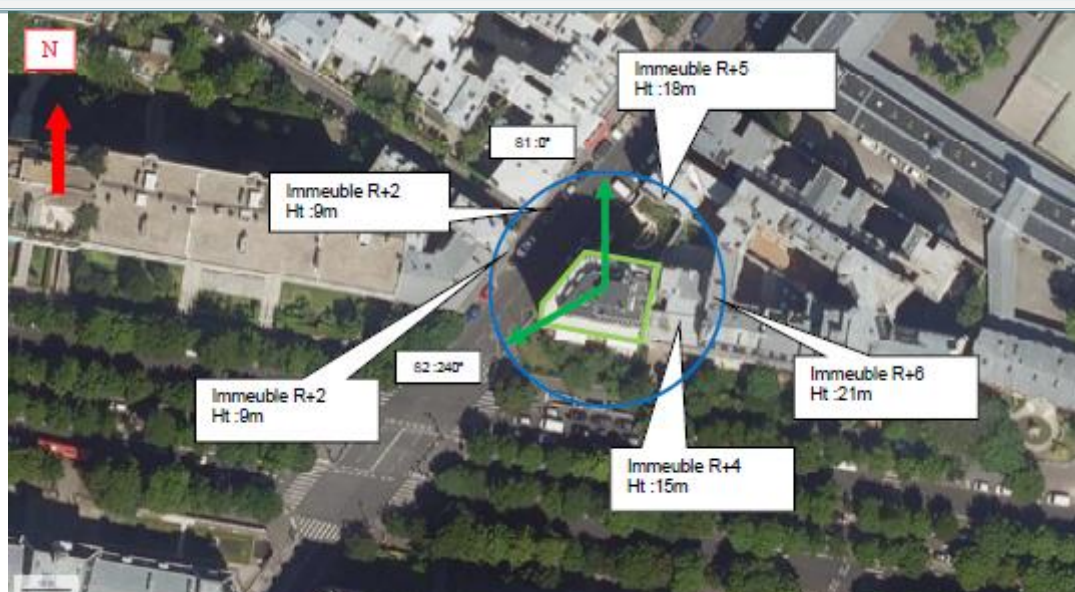 N
Immeuble R+5
Ht :18m
S1 :0°
Immeuble R+2
Ht :9m
S2 :240°
Immeuble R+6
Ht :21m
Immeuble R+2
Ht :9m
Immeuble R+4
Ht :15m